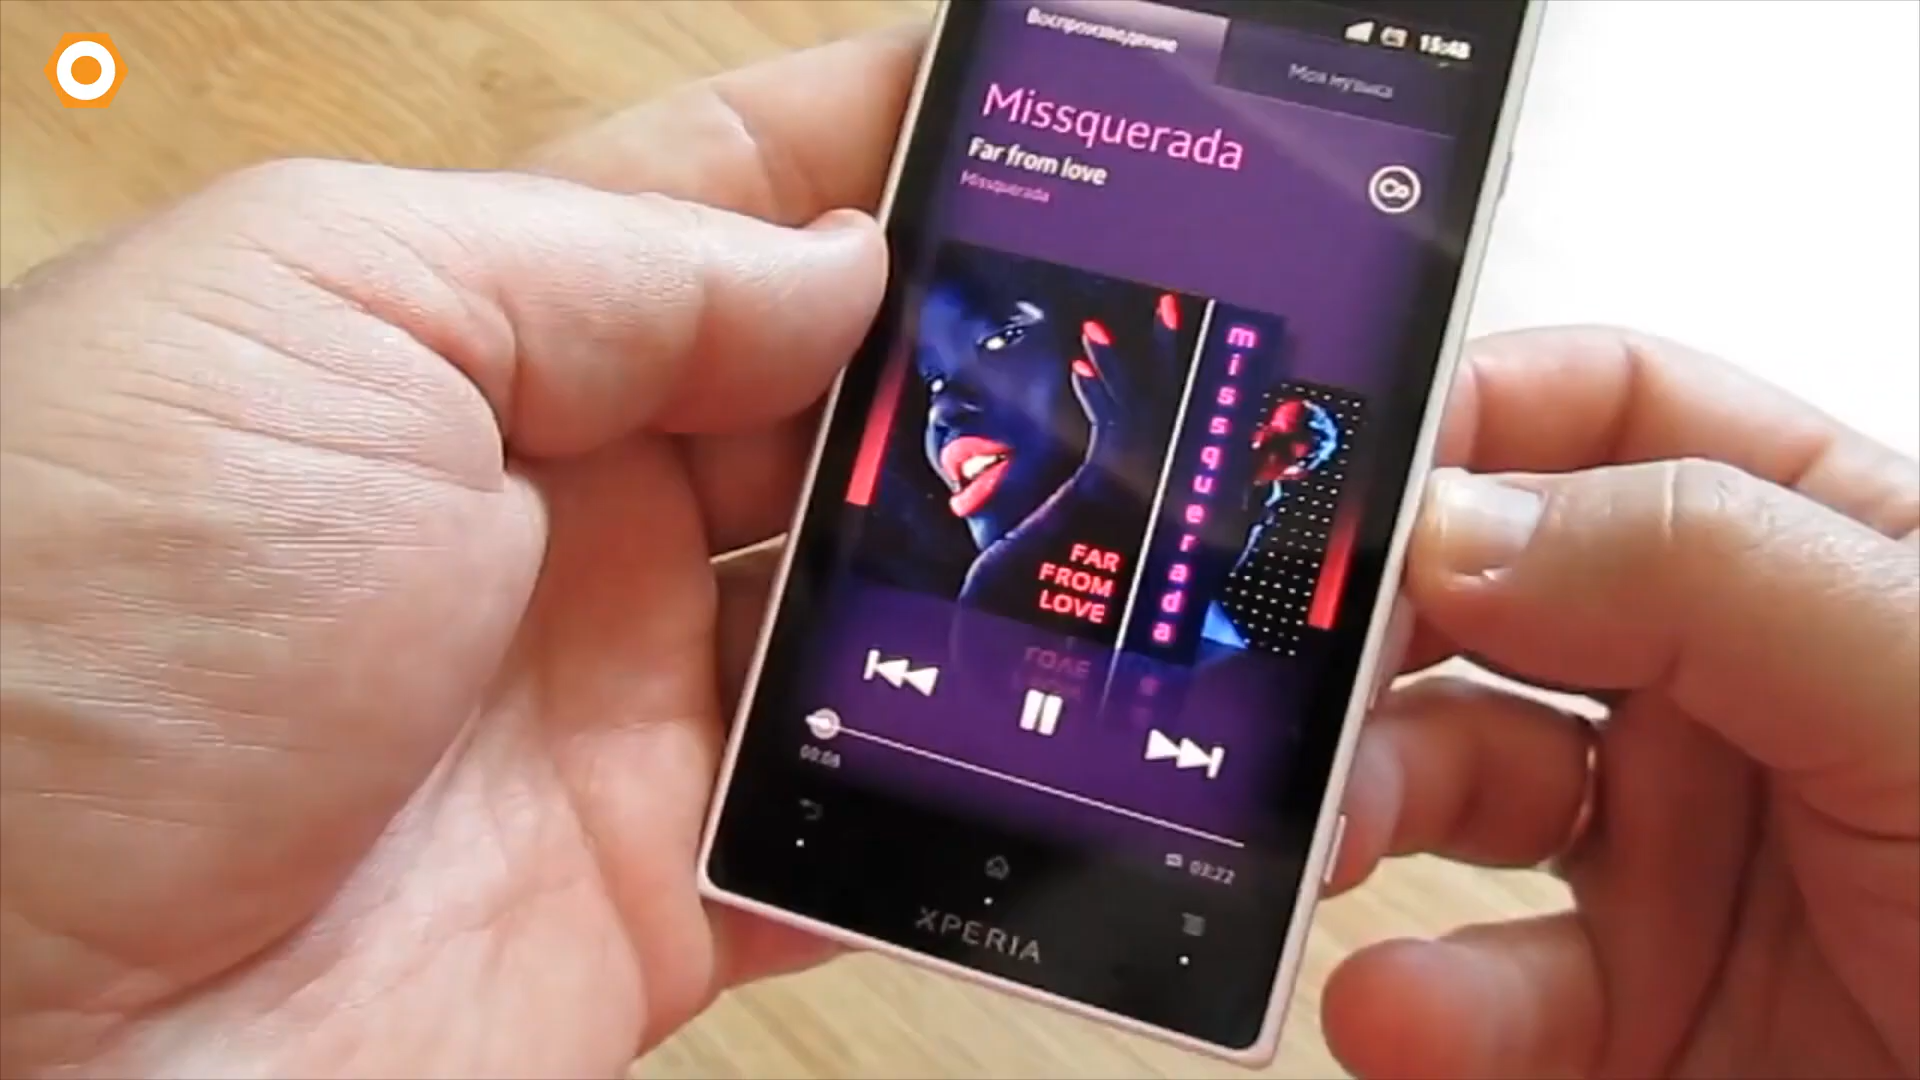 Воспроизведение
Моя музыка
15:48
Missquerada
Far from love
Missquerada
missquerada
FAR
FROM
LOVE
00:08
03:22
XPERIA